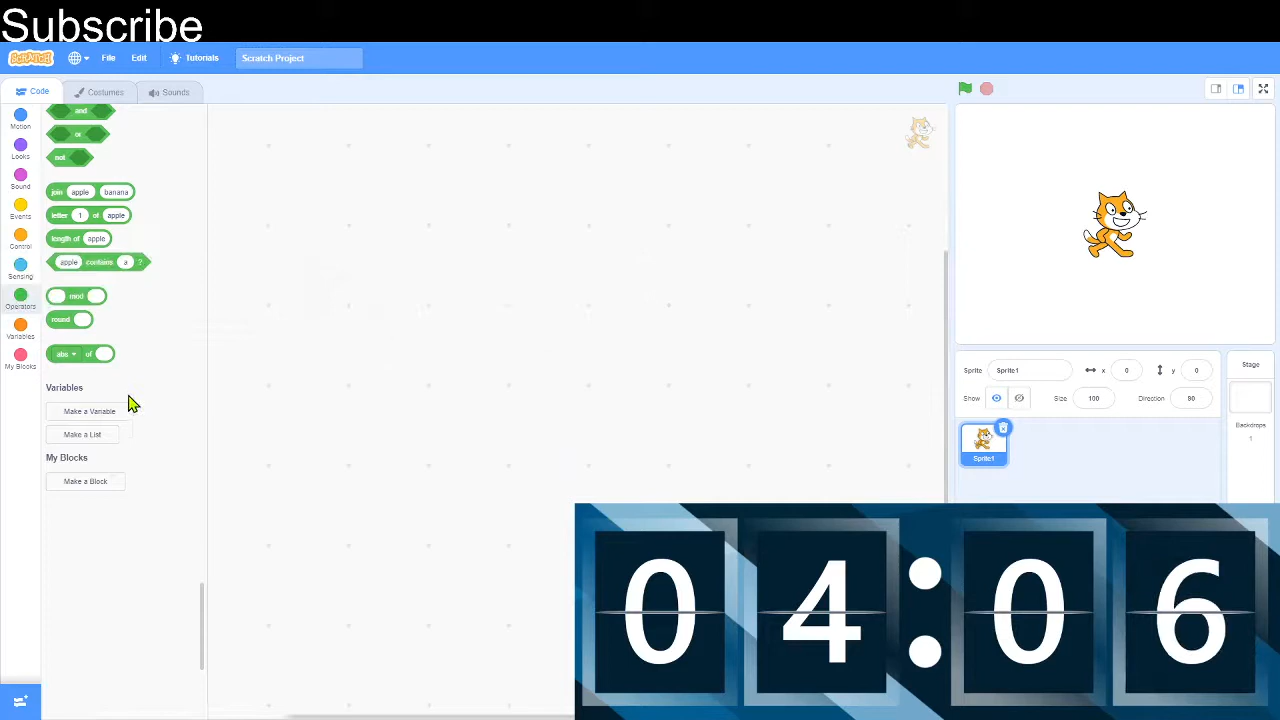 Subscribe
SCRATCH File Edit Tutorials Scratch Project
Code Costumes Sounds
Motion
Looks
Sound
Events
Control
Sensing
Operators
Variables
My Blocks
and
or
not
join apple banana
letter 1 of apple
length of apple
apple contains a ?
mod
round
abs of
Variables
Make a Variable
Make a List
My Blocks
Make a Block
Sprite Sprite1 x 0 y 0
Show Size 100 Direction 90
Sprite1
Stage
Backdrops
1
04:06